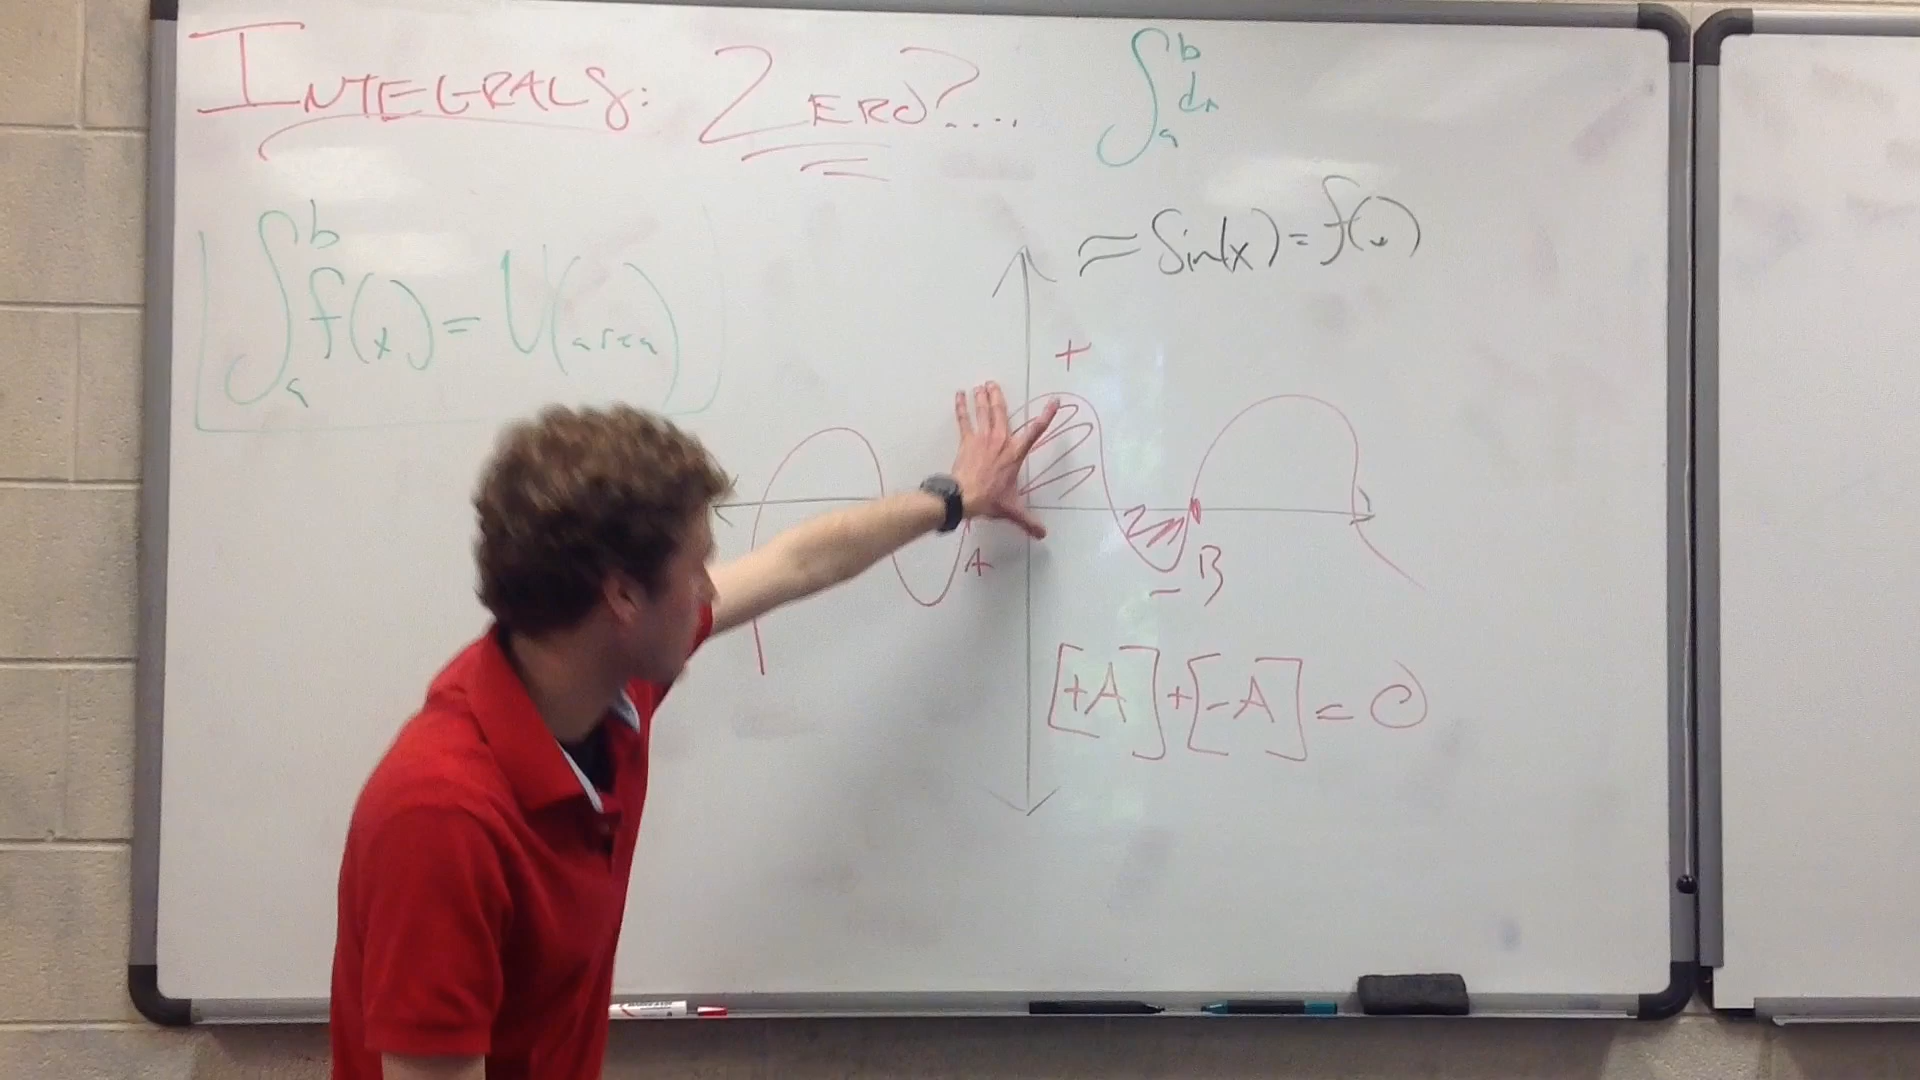 INTEGRALS: ZERO?....
∫ₐᵇ dx
≈ Sin(x) = f(x)
∫ₐᵇ f(x) = U(area)
+
A
- B
[+A] + [-A] = 0